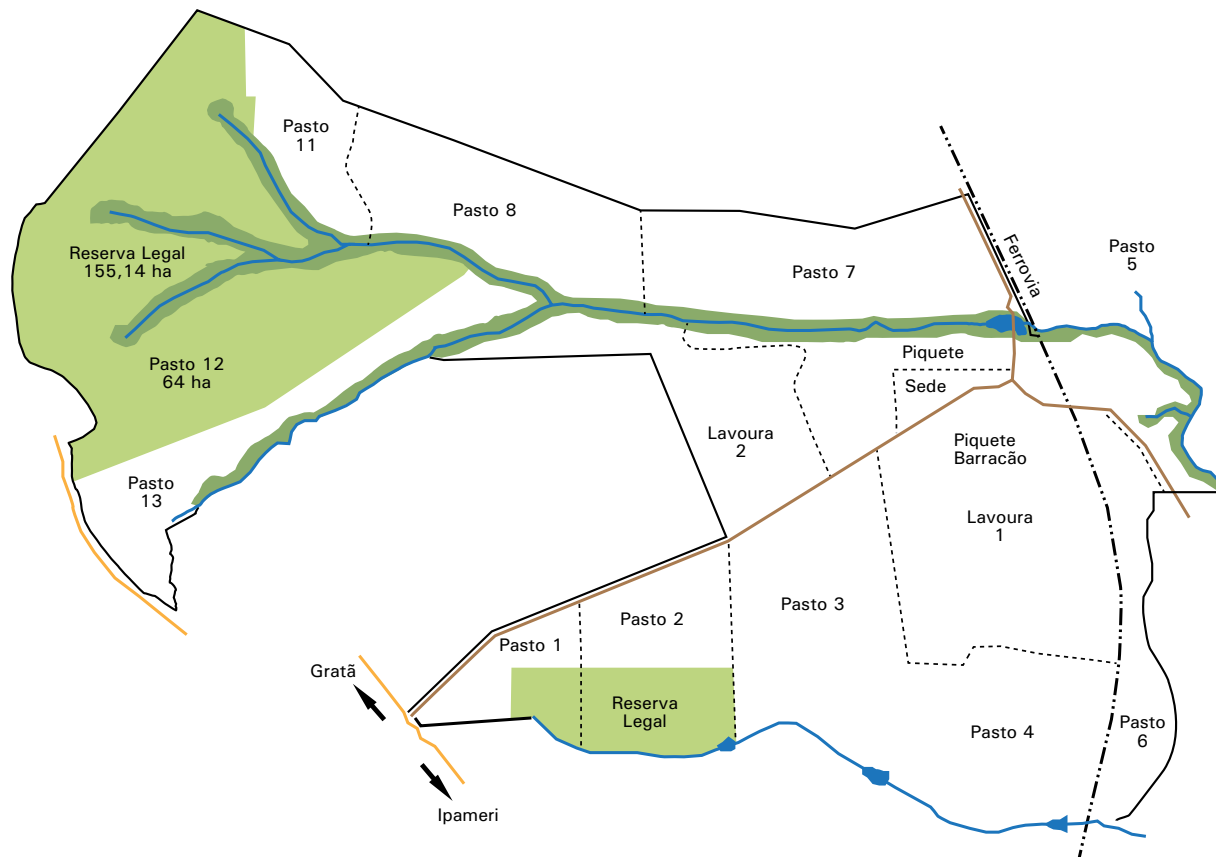 Pasto
11
Pasto 8
Ferrovia
Pasto
5
Reserva Legal
155,14 ha
Pasto 7
Pasto 12
64 ha
Piquete
Sede
Lavoura
2
Piquete
Barracão
Pasto
13
Lavoura
1
Pasto 3
Pasto 2
Pasto 1
Gratã
Reserva
Legal
Pasto 4
Pasto
6
Ipameri